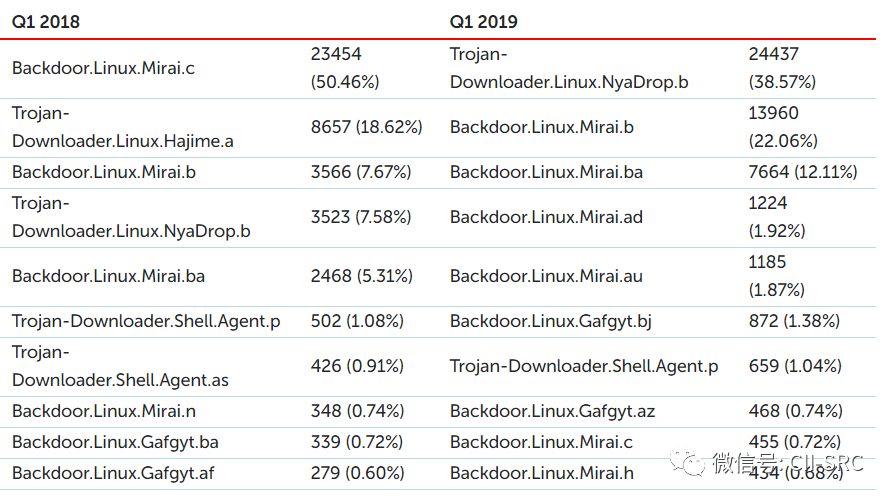 Q1 2018 Q1 2019
Backdoor.Linux.Mirai.c 23454 (50.46%) Trojan-Downloader.Linux.NyaDrop.b 24437 (38.57%)
Trojan-Downloader.Linux.Hajime.a 8657 (18.62%) Backdoor.Linux.Mirai.b 13960 (22.06%)
Backdoor.Linux.Mirai.b 3566 (7.67%) Backdoor.Linux.Mirai.ba 7664 (12.11%)
Trojan-Downloader.Linux.NyaDrop.b 3523 (7.58%) Backdoor.Linux.Mirai.ad 1224 (1.92%)
Backdoor.Linux.Mirai.ba 2468 (5.31%) Backdoor.Linux.Mirai.au 1185 (1.87%)
Trojan-Downloader.Shell.Agent.p 502 (1.08%) Backdoor.Linux.Gafgyt.bj 872 (1.38%)
Trojan-Downloader.Shell.Agent.as 426 (0.91%) Trojan-Downloader.Shell.Agent.p 659 (1.04%)
Backdoor.Linux.Mirai.n 348 (0.74%) Backdoor.Linux.Gafgyt.az 468 (0.74%)
Backdoor.Linux.Gafgyt.ba 339 (0.72%) Backdoor.Linux.Mirai.c 455 (0.72%)
Backdoor.Linux.Gafgyt.af 279 (0.60%) Backdoor.Linux.Mirai.h 434 (0.68%)
微信号: CII-SRC